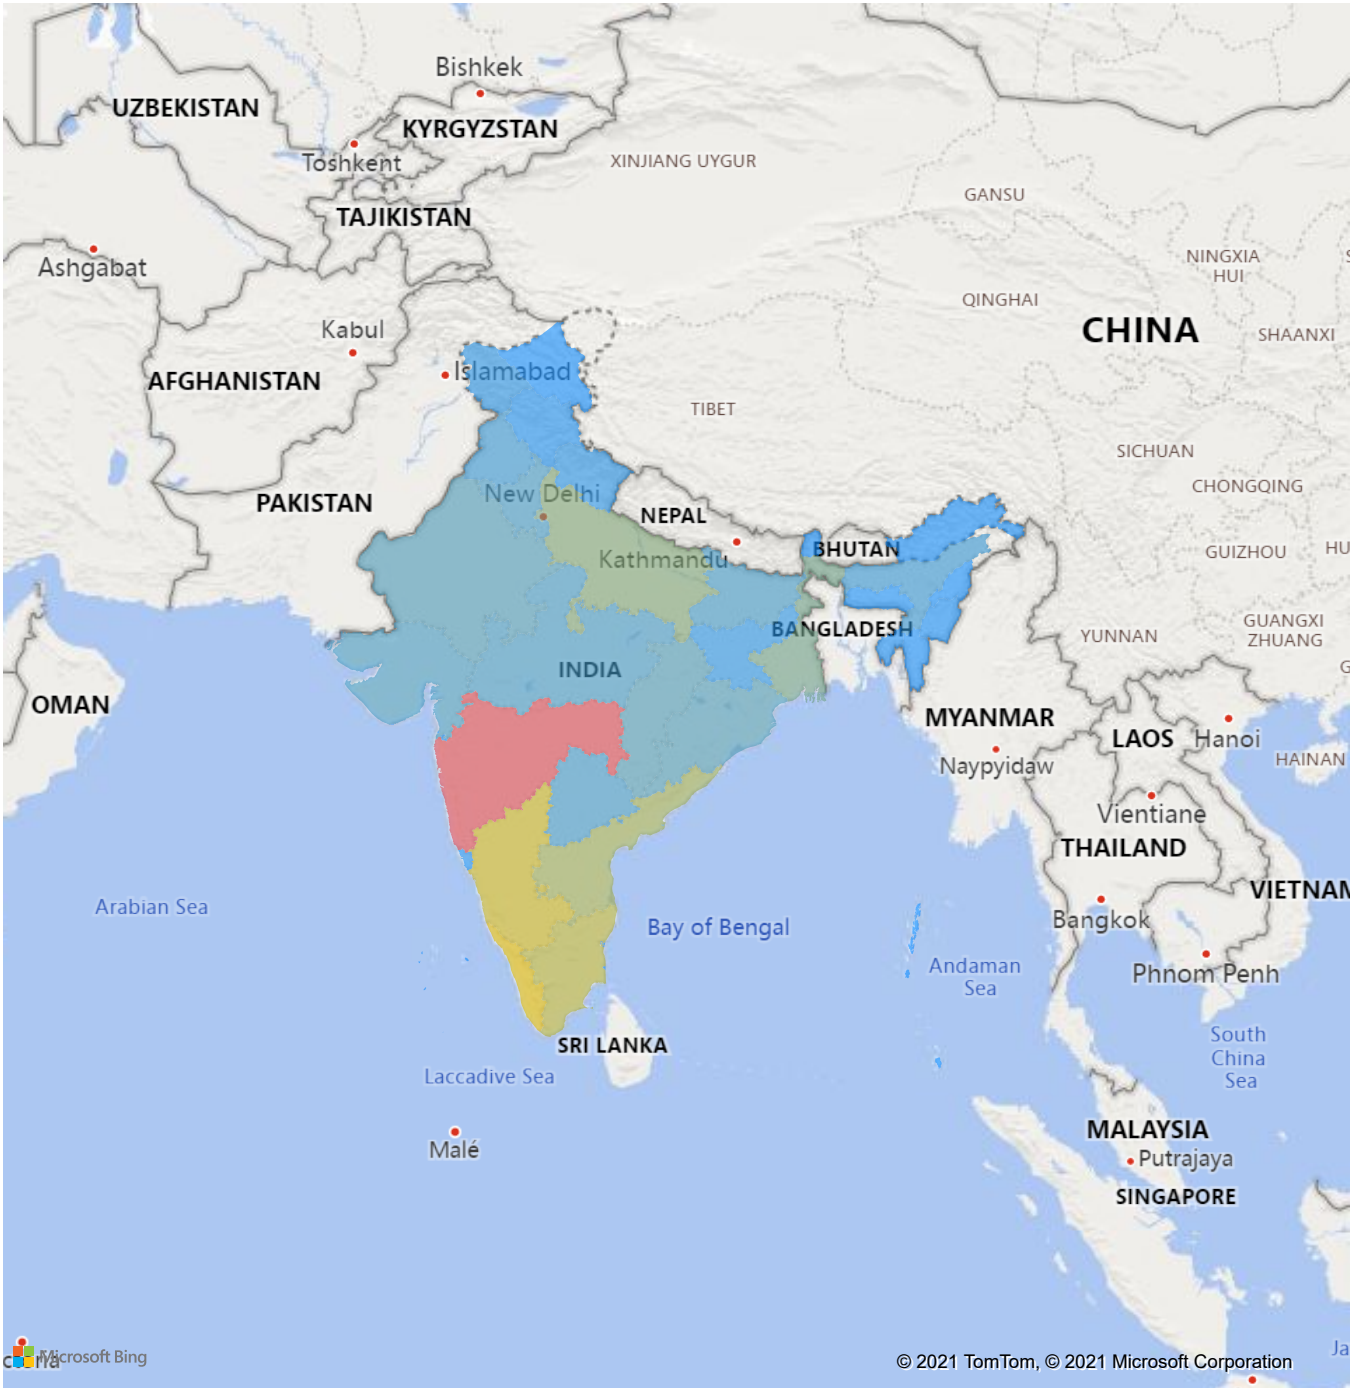 Bishkek
UZBEKISTAN
KYRGYZSTAN
Toshkent
XINJIANG UYGUR
GANSU
TAJIKISTAN
Ashgabat
NINGXIA
HUI
QINGHAI
Kabul
CHINA
SHAANXI
Islamabad
AFGHANISTAN
TIBET
SICHUAN
CHONGQING
New Delhi
PAKISTAN
NEPAL
BHUTAN
GUIZHOU
HU
Kathmandu
BANGLADESH
GUANGXI
ZHUANG
YUNNAN
INDIA
G
OMAN
MYANMAR
LAOS
Hanoi
HAINAN
Naypyidaw
Vientiane
THAILAND
VIETNAM
Arabian Sea
Bay of Bengal
Bangkok
Andaman
Sea
Phnom Penh
SRI LANKA
South
China
Sea
Laccadive Sea
MALAYSIA
Malé
Putrajaya
SINGAPORE
Ja
Microsoft Bing
© 2021 TomTom, © 2021 Microsoft Corporation